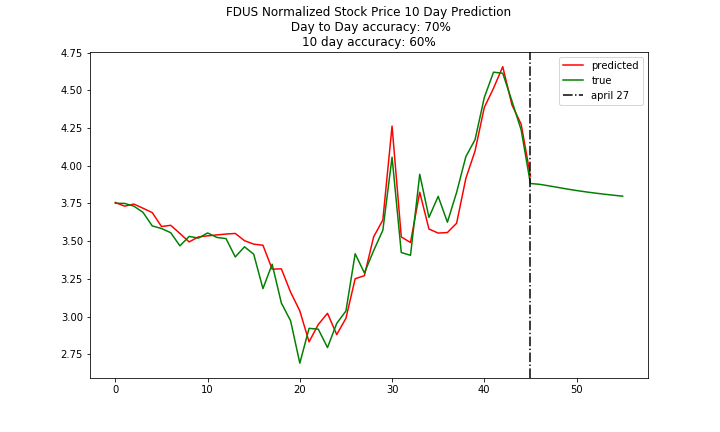 FDUS Normalized Stock Price 10 Day Prediction
Day to Day accuracy: 70%
10 day accuracy: 60%
4.75
4.50
4.25
4.00
3.75
3.50
3.25
3.00
2.75
predicted
true
april 27
0 10 20 30 40 50